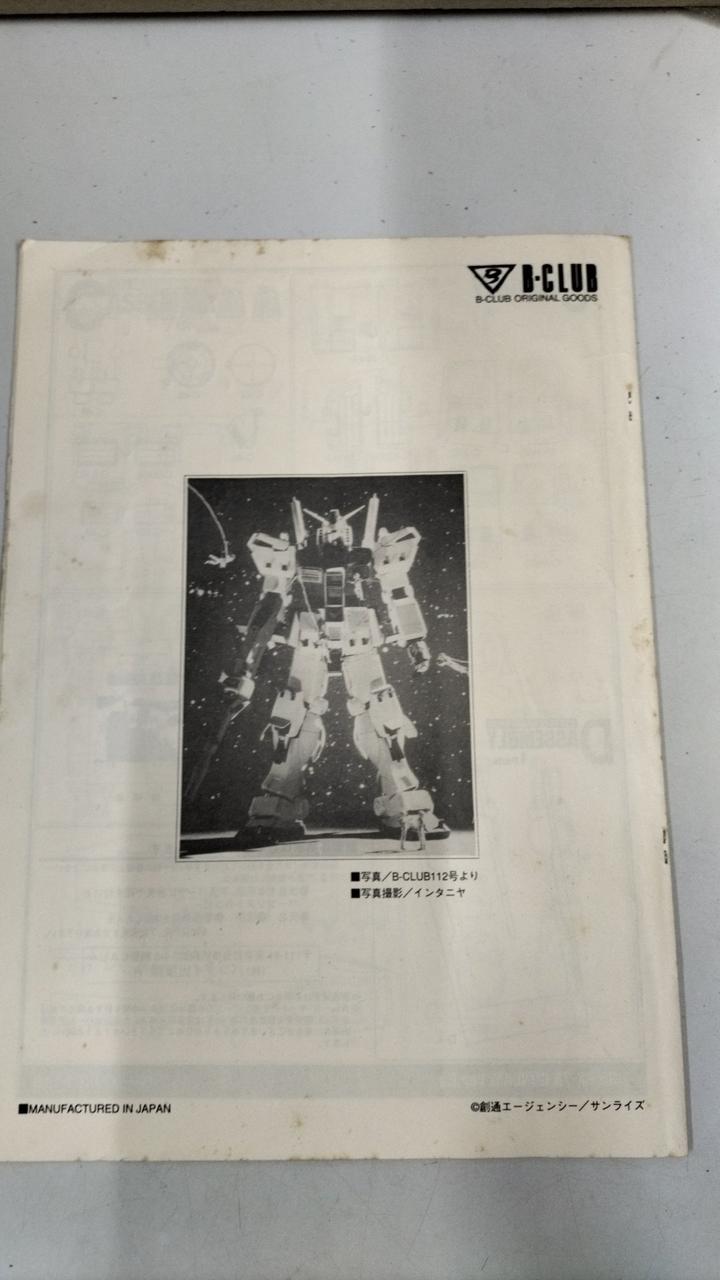 B-CLUB
B-CLUB ORIGINAL GOODS
■写真／B-CLUB112号より
■写真撮影／インタニヤ
■MANUFACTURED IN JAPAN
©創通エージェンシー／サンライズ